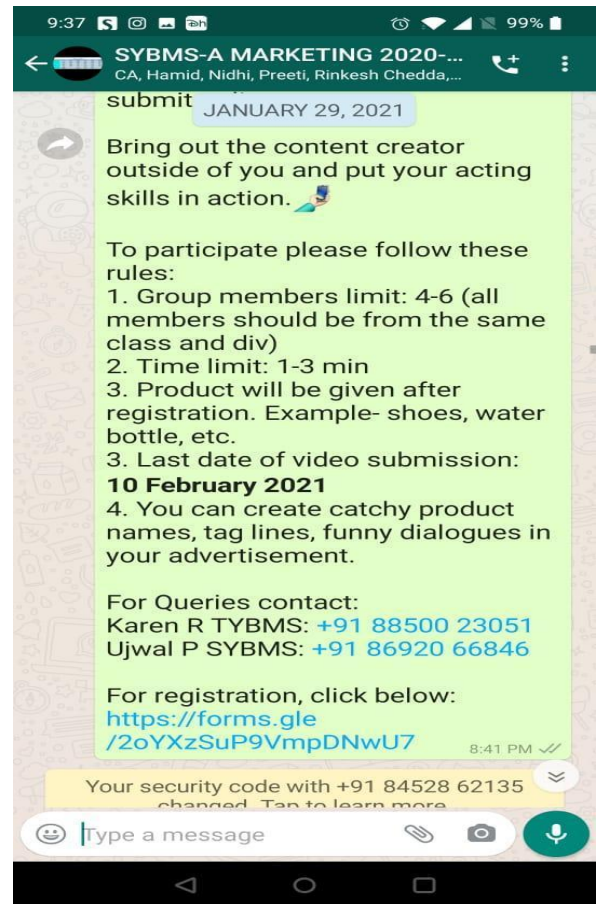 9:37
99%
SYBMS-A MARKETING 2020-...
CA, Hamid, Nidhi, Preeti, Rinkesh Chedda,...
submit
JANUARY 29, 2021
Bring out the content creator
outside of you and put your acting
skills in action.
To participate please follow these
rules:
1. Group members limit: 4-6 (all
members should be from the same
class and div)
2. Time limit: 1-3 min
3. Product will be given after
registration. Example- shoes, water
bottle, etc.
3. Last date of video submission:
10 February 2021
4. You can create catchy product
names, tag lines, funny dialogues in
your advertisement.
For Queries contact:
Karen R TYBMS: +91 88500 23051
Ujwal P SYBMS: +91 86920 66846
For registration, click below:
https://forms.gle
/2oYXzSuP9VmpDNwU7
8:41 PM
Your security code with +91 84528 62135
changed. Tap to learn more
Type a message